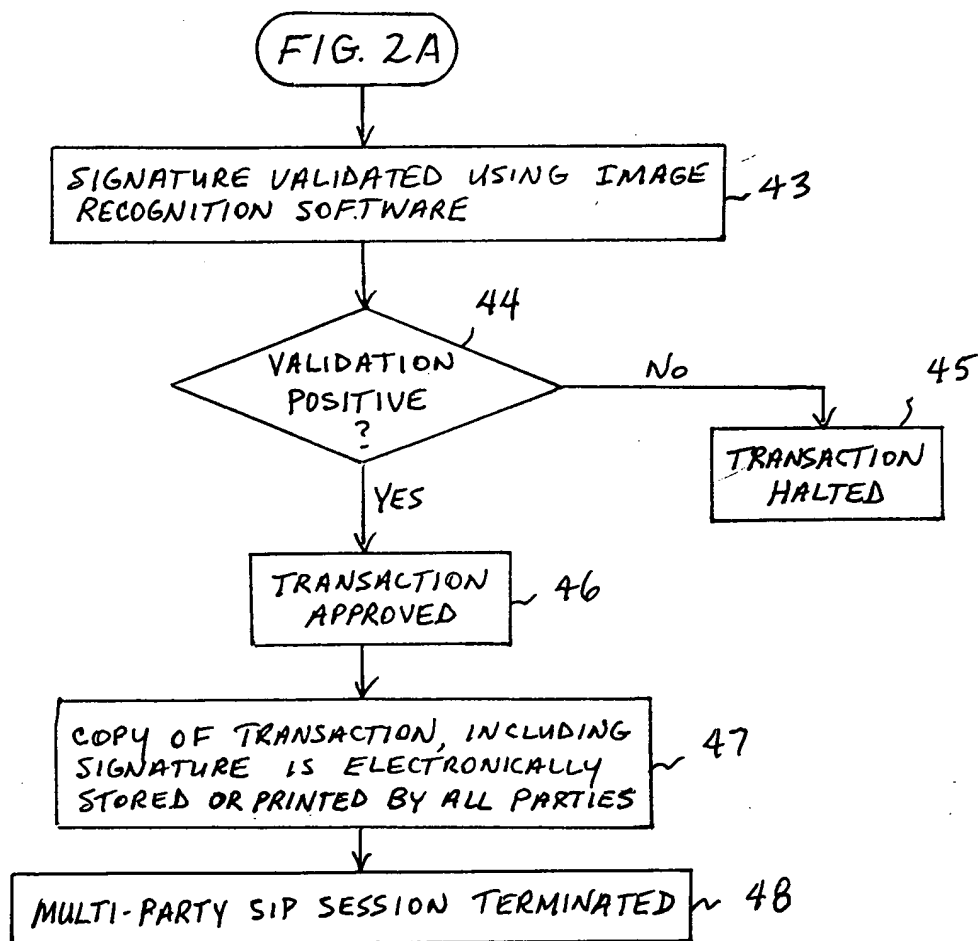 FIG. 2A
SIGNATURE VALIDATED USING IMAGE
RECOGNITION SOFTWARE
43
44
VALIDATION
POSITIVE
?
NO
45
TRANSACTION
HALTED
YES
TRANSACTION
APPROVED
46
COPY OF TRANSACTION, INCLUDING
SIGNATURE IS ELECTRONICALLY
STORED OR PRINTED BY ALL PARTIES
47
MULTI-PARTY SIP SESSION TERMINATED
48